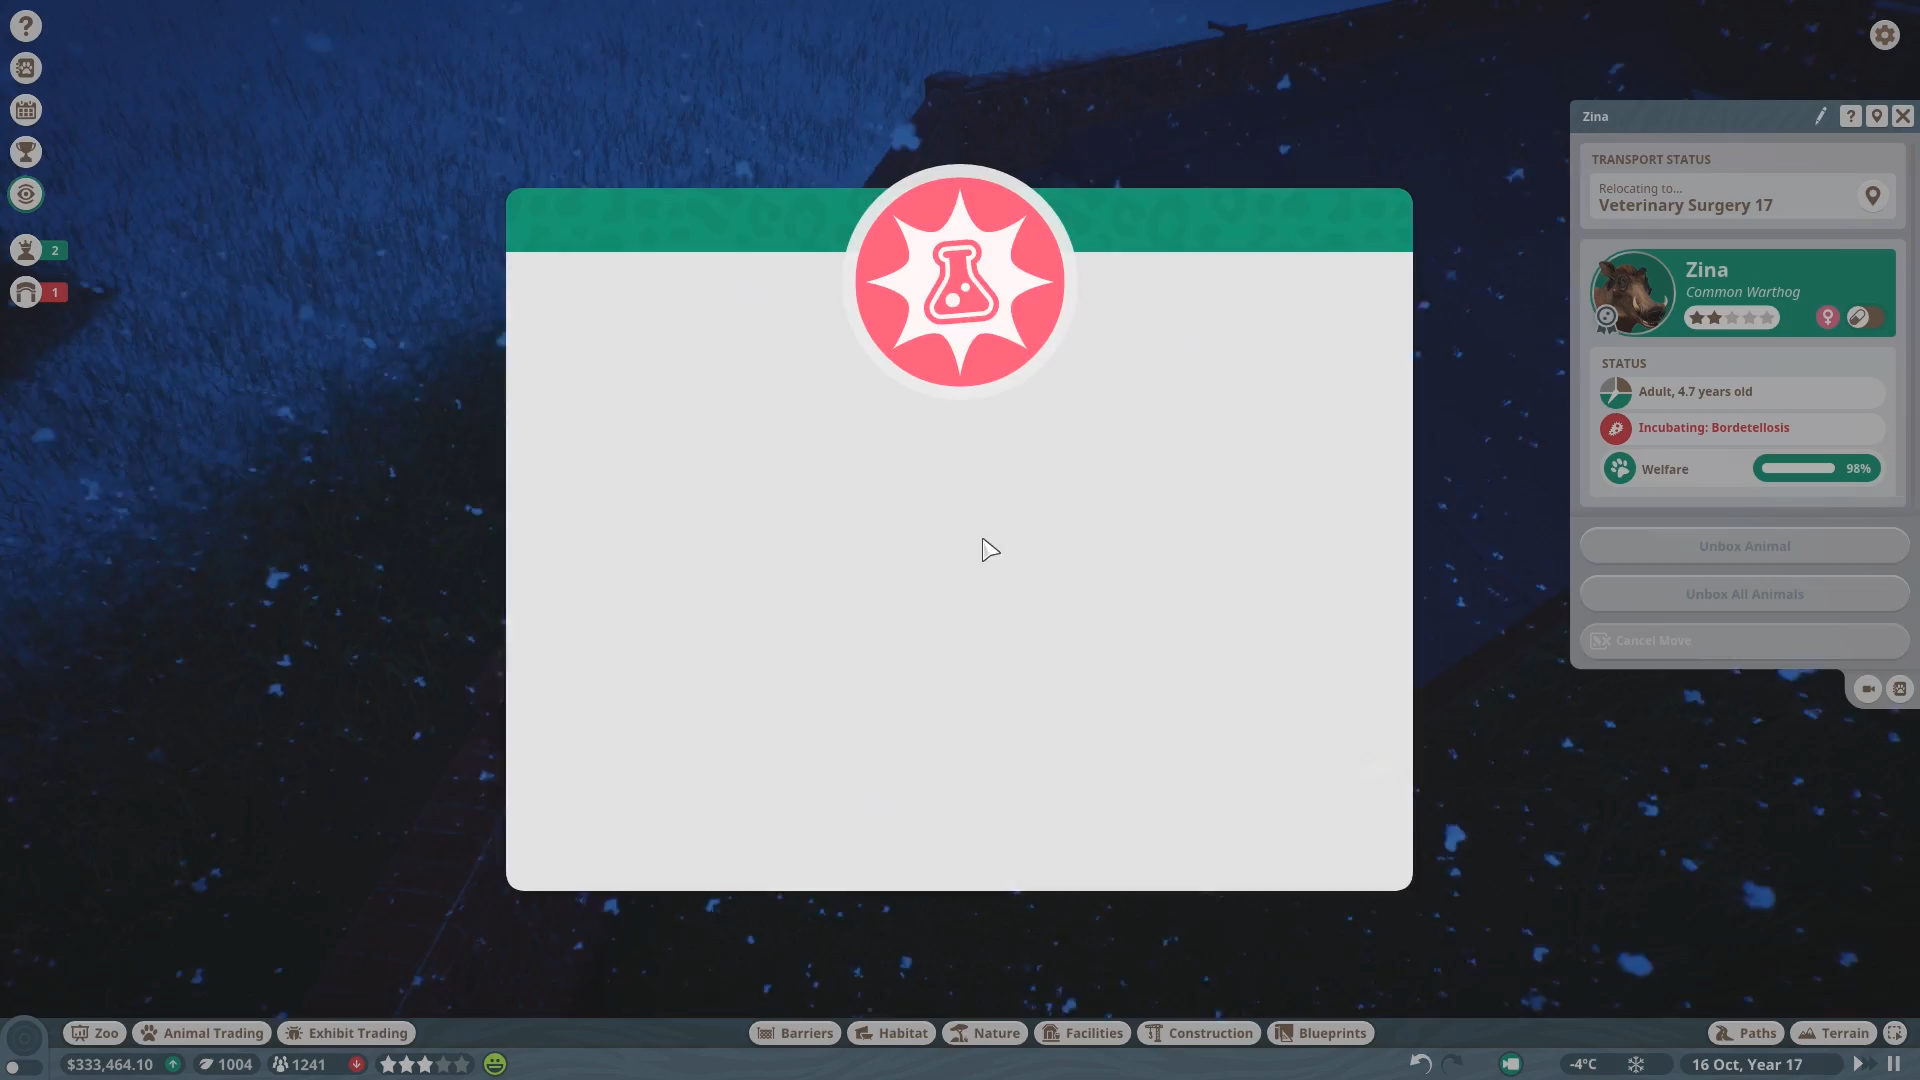 ?
2
1
Zina
?
TRANSPORT STATUS
Relocating to...
Veterinary Surgery 17
Zina
Common Warthog
STATUS
Adult, 4.7 years old
Incubating: Bordetellosis
Welfare
98%
Unbox Animal
Unbox All Animals
Cancel Move
Zoo
Animal Trading
Exhibit Trading
Barriers
Habitat
Nature
Facilities
Construction
Blueprints
Paths
Terrain
$333,464.10
1004
1241
-4°C
16 Oct, Year 17